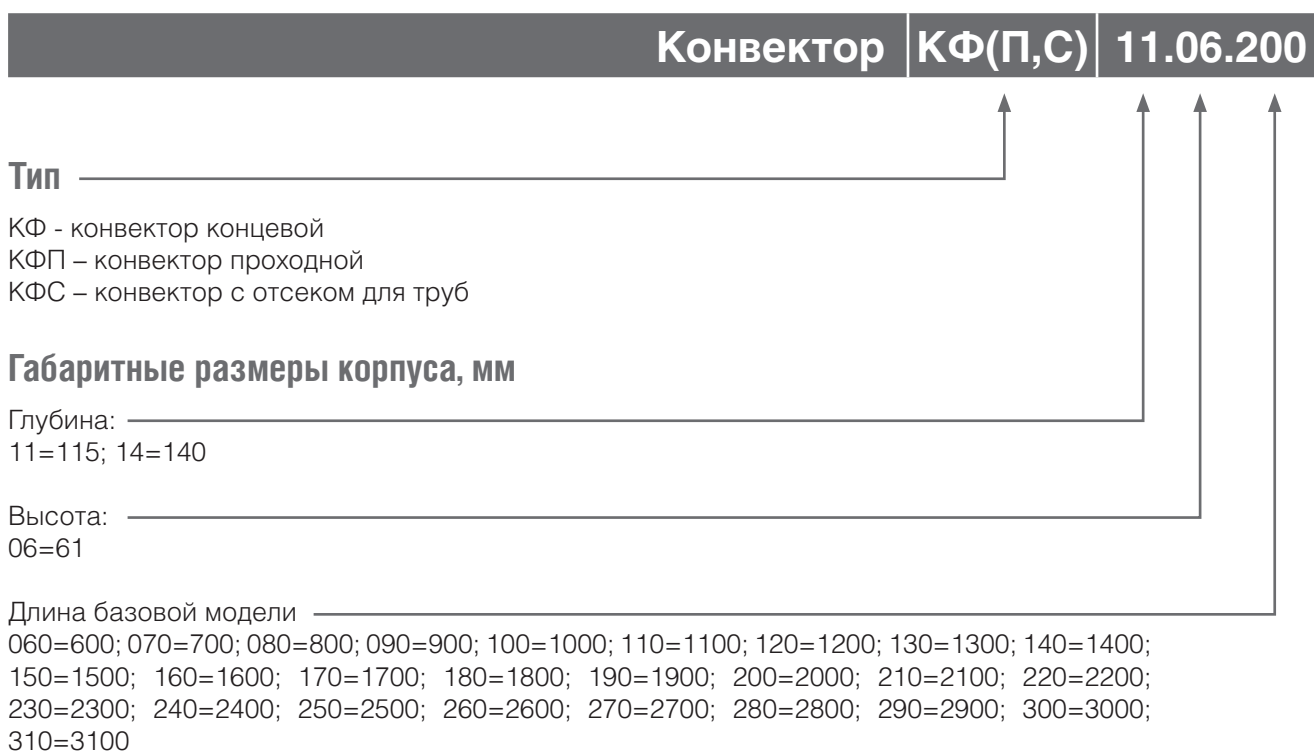 Конвектор КФ(П,С) 11.06.200
Тип
КФ - конвектор концевой
КФП – конвектор проходной
КФС – конвектор с отсеком для труб
Габаритные размеры корпуса, мм
Глубина:
11=115; 14=140
Высота:
06=61
Длина базовой модели
060=600; 070=700; 080=800; 090=900; 100=1000; 110=1100; 120=1200; 130=1300; 140=1400;
150=1500; 160=1600; 170=1700; 180=1800; 190=1900; 200=2000; 210=2100; 220=2200;
230=2300; 240=2400; 250=2500; 260=2600; 270=2700; 280=2800; 290=2900; 300=3000;
310=3100